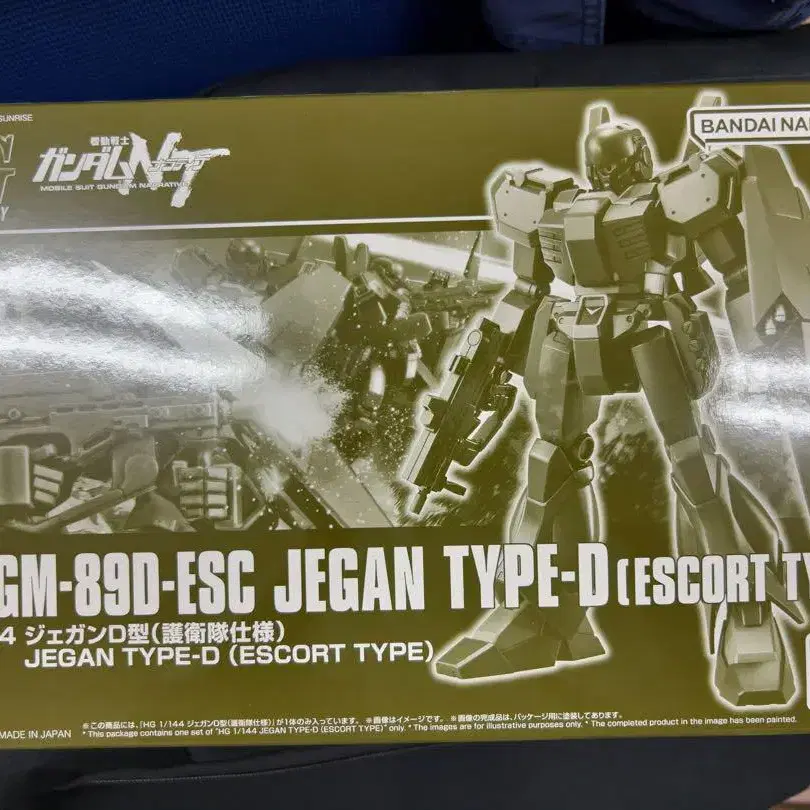 SUNRISE
機動戦士
ガンダムNT
MOBILE SUIT GUNDAM NARRATIVE
BANDAI NAM
GM-89D-ESC JEGAN TYPE-D (ESCORT TY
4 ジェガンD型(護衛隊仕様)
JEGAN TYPE-D (ESCORT TYPE)
※この商品には、「HG 1/144 ジェガンD型(護衛隊仕様)」が1体のみ入っています。 ※画像はイメージです。 ※画像の完成品は、パッケージ用に塗装してあります。
MADE IN JAPAN
* This package contains one set of "HG 1/144 JEGAN TYPE-D (ESCORT TYPE)" only. * The images are for illustrative purposes only. * The completed product in the image has been painted.